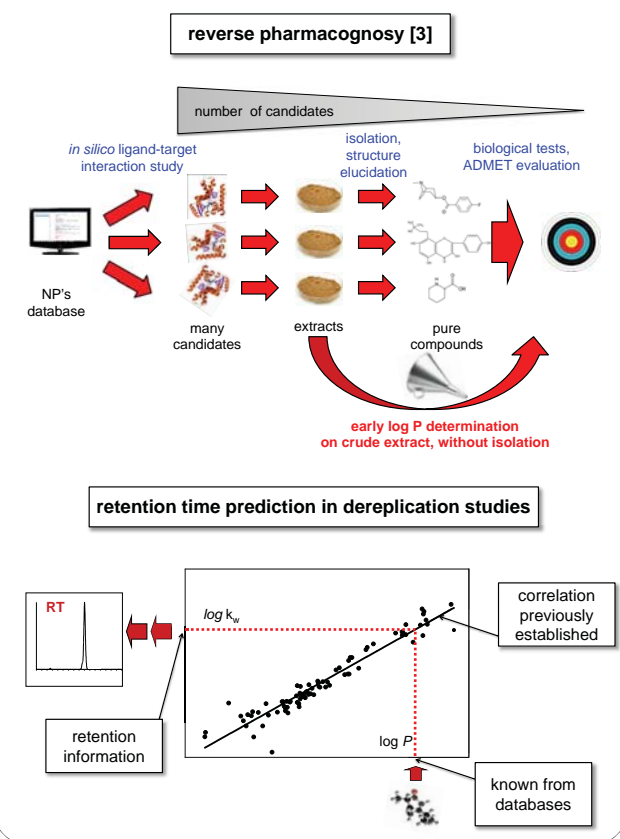 reverse pharmacognosy [3]
number of candidates
in silico ligand-target
interaction study
isolation,
structure
elucidation
biological tests,
ADMET evaluation
NP's
database
many
candidates
extracts
pure
compounds
early log P determination
on crude extract, without isolation
retention time prediction in dereplication studies
RT
log kw
correlation
previously
established
retention
information
log P
known from
databases